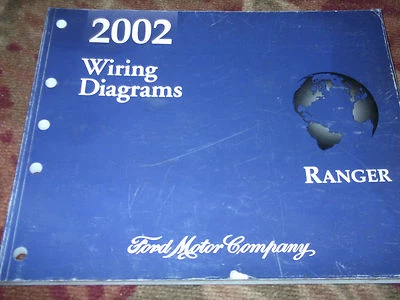 2002
Wiring
Diagrams
RANGER
Ford Motor Company